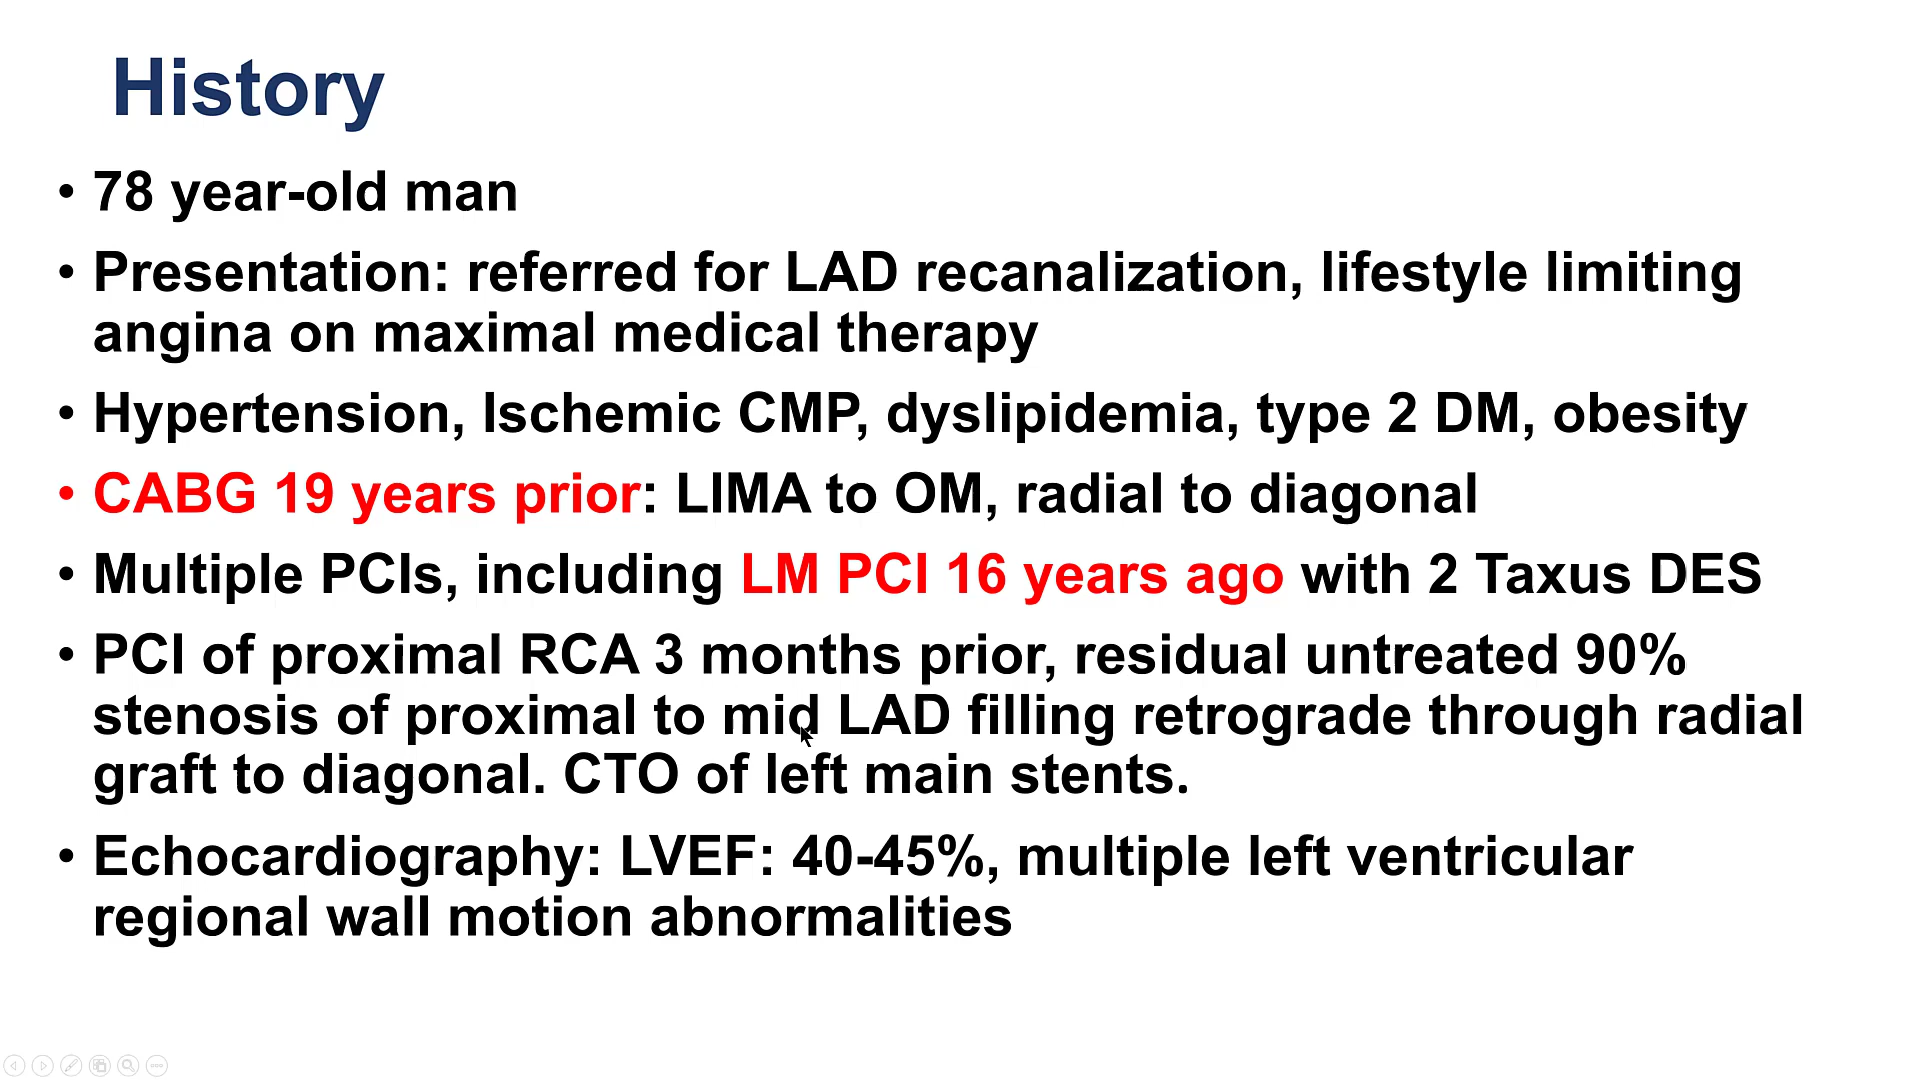 History
• 78 year-old man
• Presentation: referred for LAD recanalization, lifestyle limiting
angina on maximal medical therapy
• Hypertension, Ischemic CMP, dyslipidemia, type 2 DM, obesity
• CABG 19 years prior: LIMA to OM, radial to diagonal
• Multiple PCIs, including LM PCI 16 years ago with 2 Taxus DES
• PCI of proximal RCA 3 months prior, residual untreated 90%
stenosis of proximal to mid LAD filling retrograde through radial
graft to diagonal. CTO of left main stents.
• Echocardiography: LVEF: 40-45%, multiple left ventricular
regional wall motion abnormalities